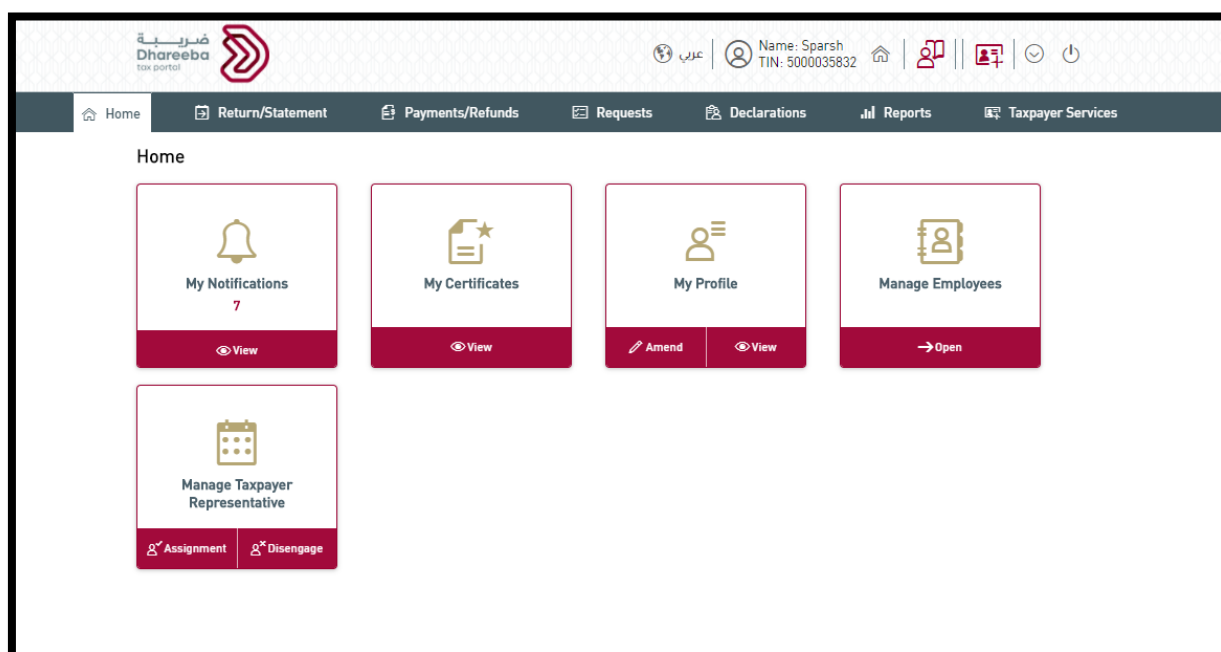 ضريبة
Dhareeba
tax portal
عربي
Name: Sparsh
TIN: 5000035832
Home
Return/Statement
Payments/Refunds
Requests
Declarations
Reports
Taxpayer Services
Home
My Notifications
7
View
My Certificates
View
My Profile
Amend
View
Manage Employees
Open
Manage Taxpayer
Representative
Assignment
Disengage